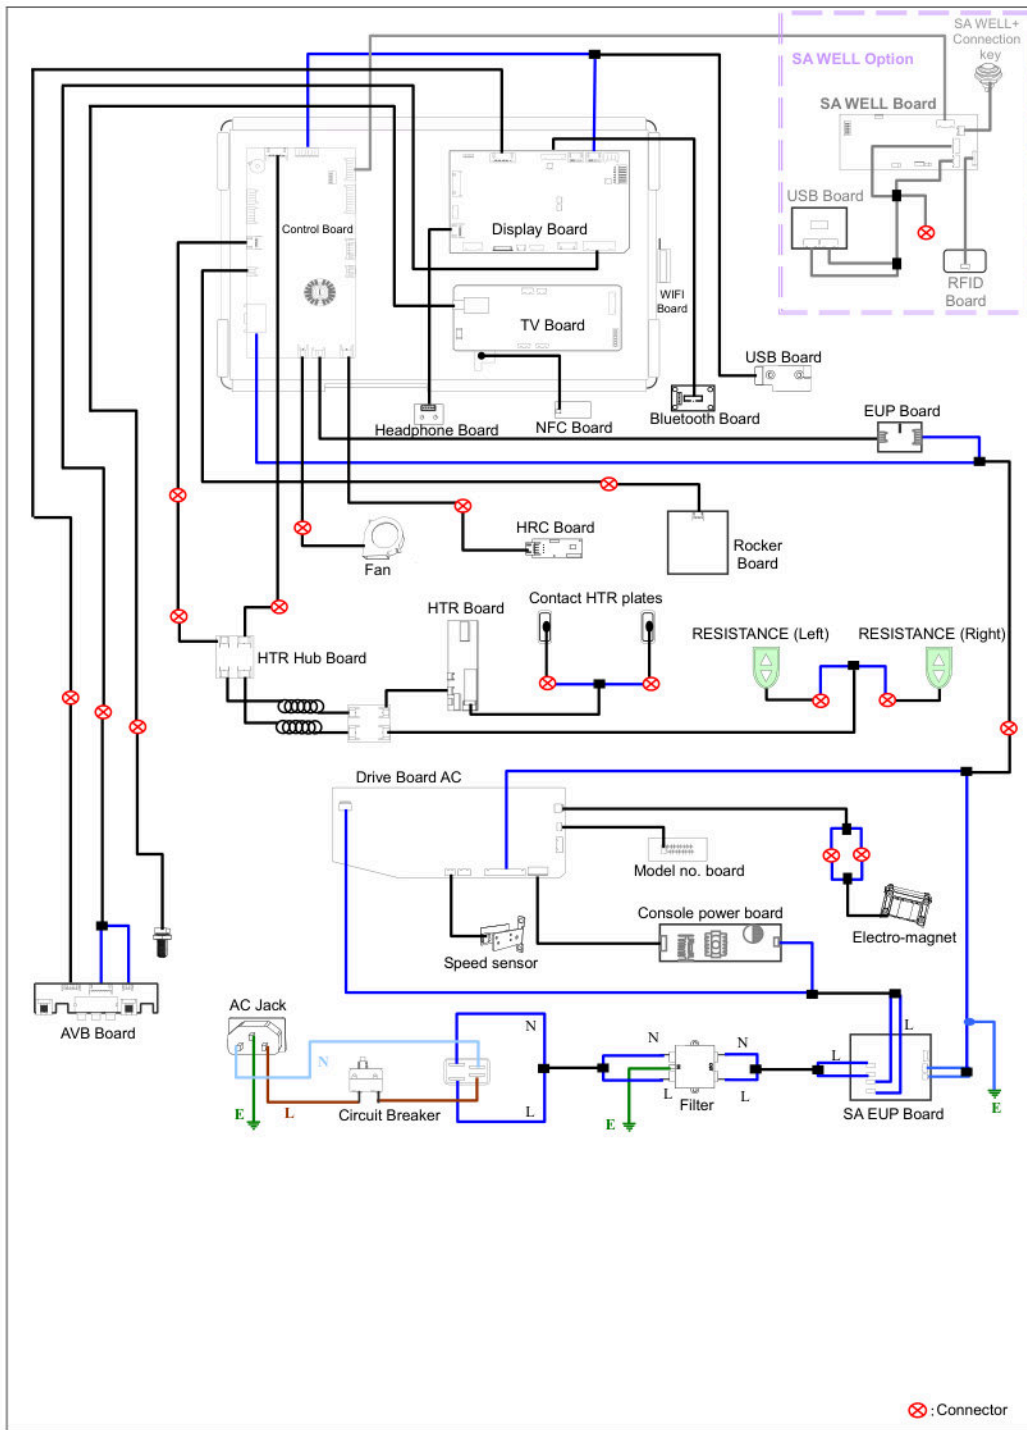 SA WELL+
Connection
key
SA WELL Option
SA WELL Board
USB Board
RFID
Board
Control Board
Display Board
WIFI
Board
TV Board
USB Board
Bluetooth Board
EUP Board
Headphone Board
NFC Board
HRC Board
Fan
Rocker
Board
Contact HTR plates
HTR Board
RESISTANCE (Left)
RESISTANCE (Right)
HTR Hub Board
Drive Board AC
Model no. board
Console power board
Electro-magnet
Speed sensor
AVB Board
AC Jack
N
L
E
L
Circuit Breaker
N
L
N
L
E
Filter
N
L
L
L
SA EUP Board
E
: Connector